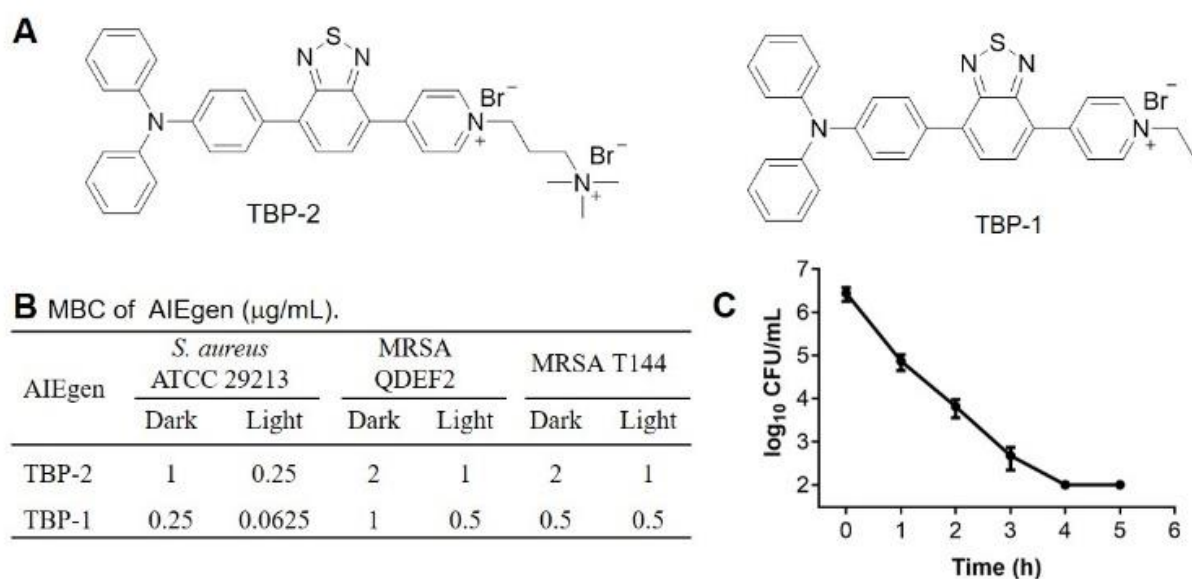 A
S
N N
N
Br⁻
N
+
Br⁻
N
+
TBP-2
S
N N
N
Br⁻
N
+
TBP-1
B MBC of AIEgen (μg/mL).
AIEgen S. aureus ATCC 29213 MRSA QDEF2 MRSA T144
Dark Light Dark Light Dark Light
TBP-2 1 0.25 2 1 2 1
TBP-1 0.25 0.0625 1 0.5 0.5 0.5
C
log₁₀ CFU/mL
7
6
5
4
3
2
0 1 2 3 4 5 6
Time (h)